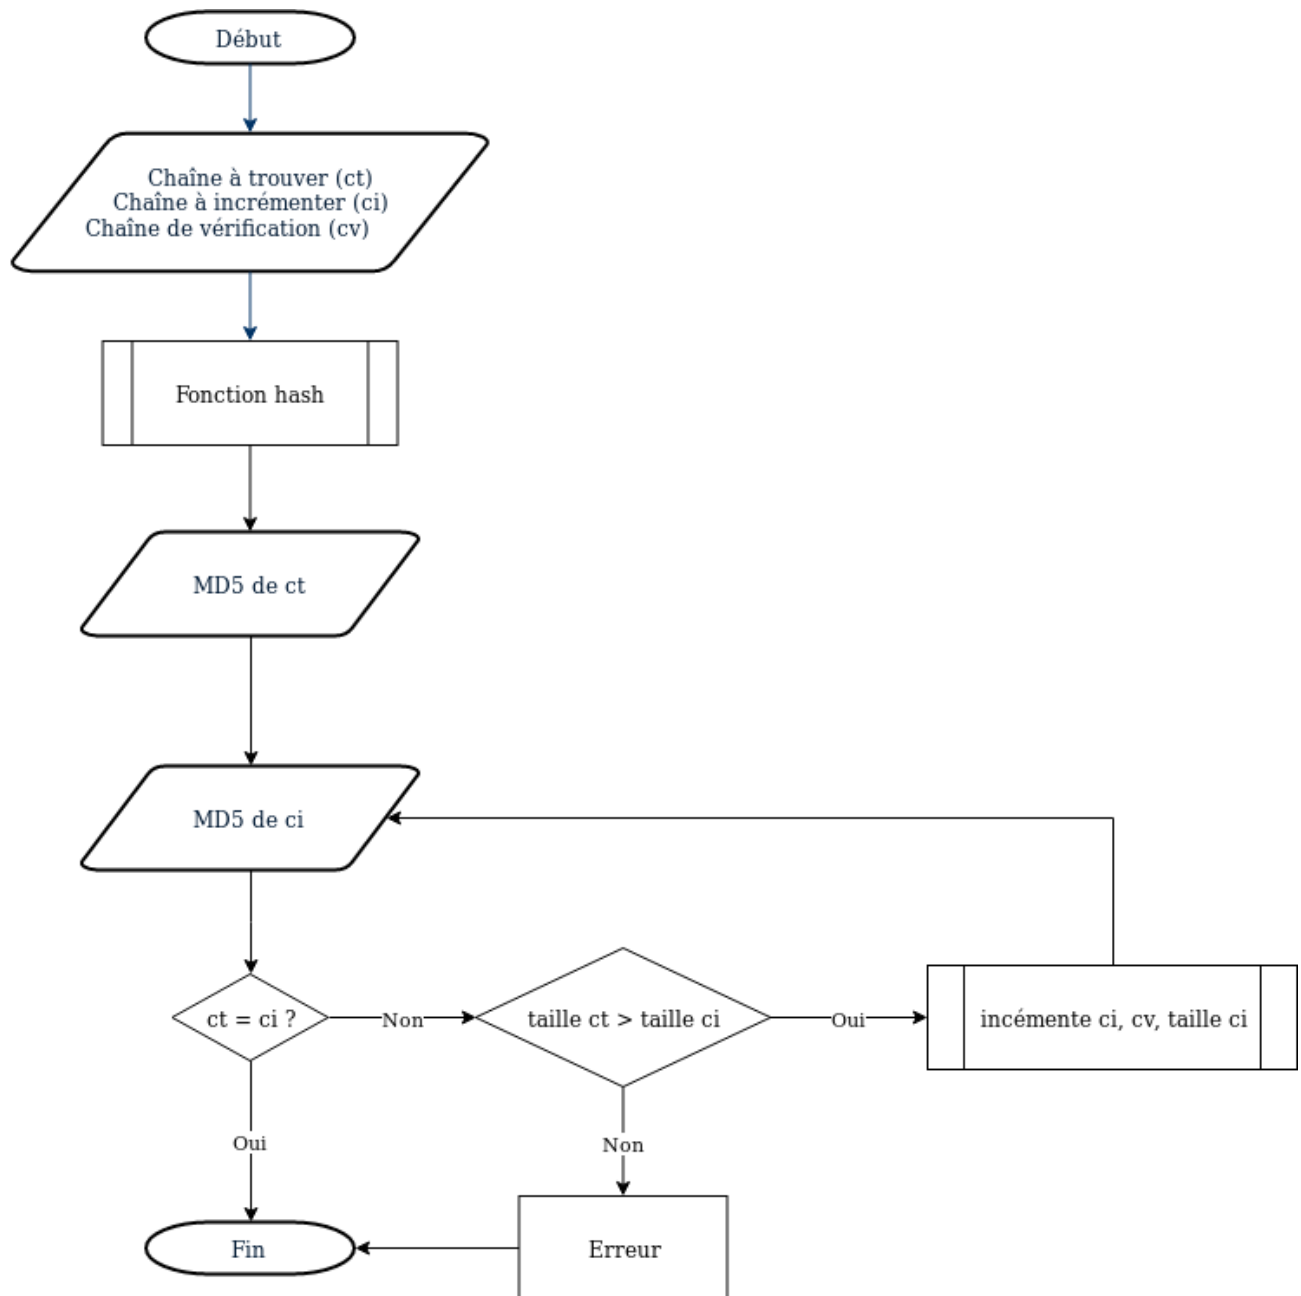 Début
Chaîne à trouver (ct)
Chaîne à incrémenter (ci)
Chaîne de vérification (cv)
Fonction hash
MD5 de ct
MD5 de ci
ct = ci ?
Non
taille ct > taille ci
Oui
incémente ci, cv, taille ci
Oui
Non
Fin
Erreur